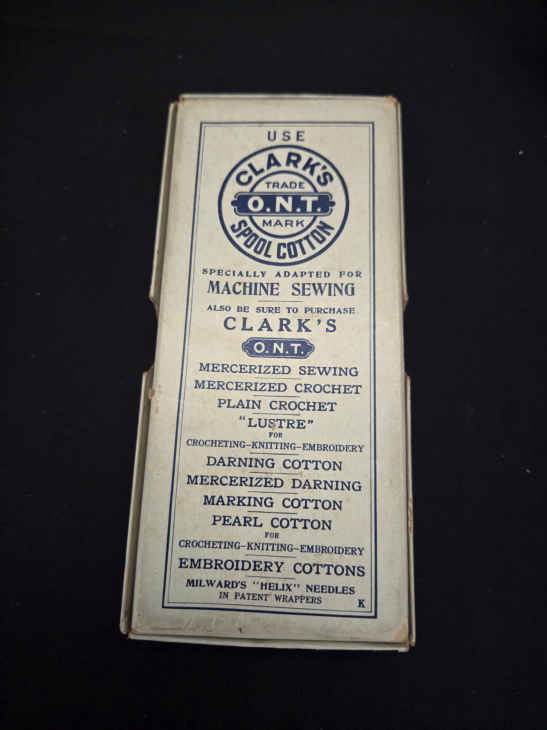 USE
CLARK'S
TRADE
O.N.T.
MARK
SPOOL COTTON
SPECIALLY ADAPTED FOR
MACHINE SEWING
ALSO BE SURE TO PURCHASE
CLARK'S
O.N.T.
MERCERIZED SEWING
MERCERIZED CROCHET
PLAIN CROCHET
"LUSTRE"
FOR
CROCHETING-KNITTING-EMBROIDERY
DARNING COTTON
MERCERIZED DARNING
MARKING COTTON
PEARL COTTON
FOR
CROCHETING-KNITTING-EMBROIDERY
EMBROIDERY COTTONS
MILWARD'S "HELIX" NEEDLES
IN PATENT WRAPPERS K